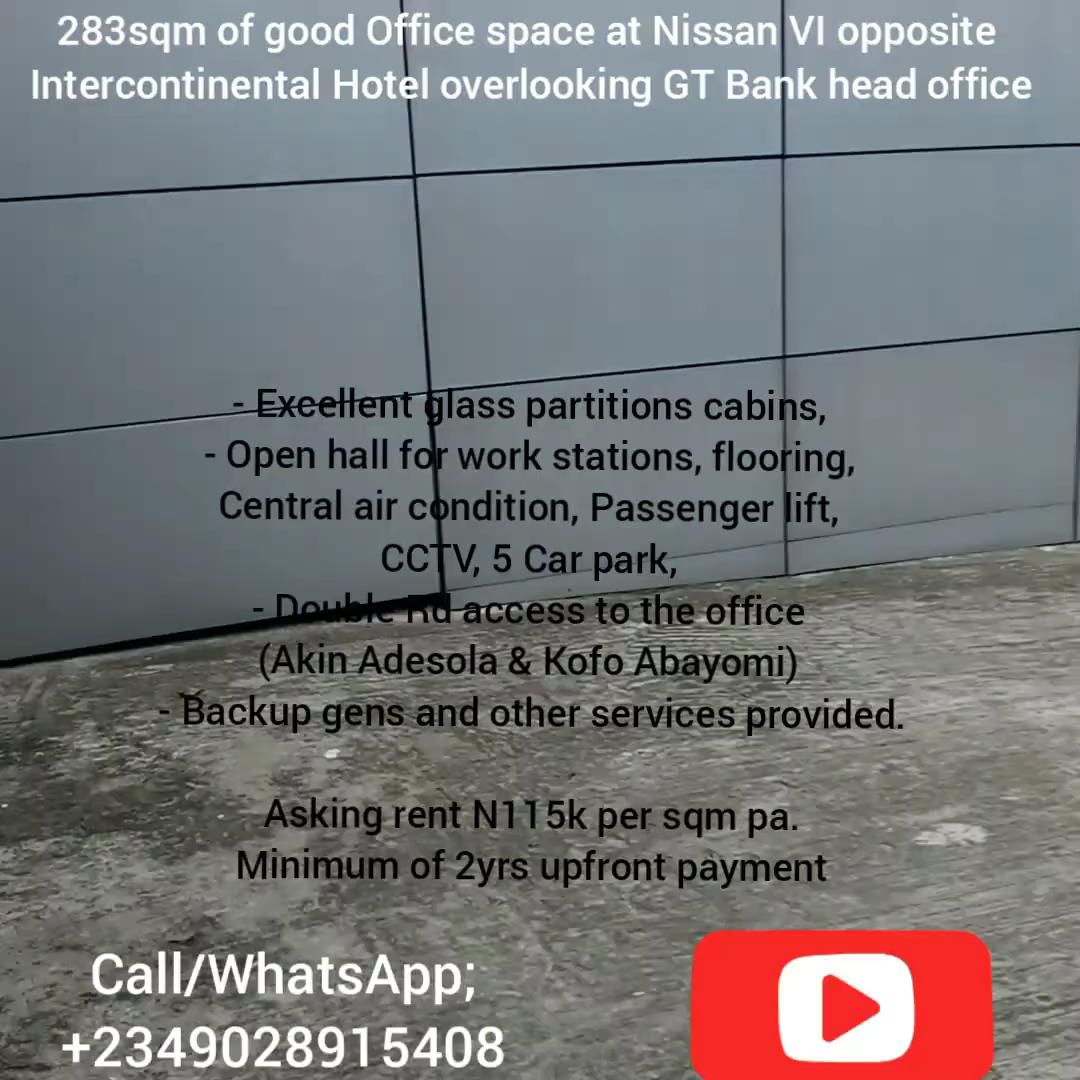 283sqm of good Office space at Nissan VI opposite
Intercontinental Hotel overlooking GT Bank head office
- Excellent glass partitions cabins,
- Open hall for work stations, flooring,
Central air condition, Passenger lift,
CCTV, 5 Car park,
- Double Rd access to the office
(Akin Adesola & Kofo Abayomi)
- Backup gens and other services provided.
Asking rent N115k per sqm pa.
Minimum of 2yrs upfront payment
Call/WhatsApp;
+2349028915408